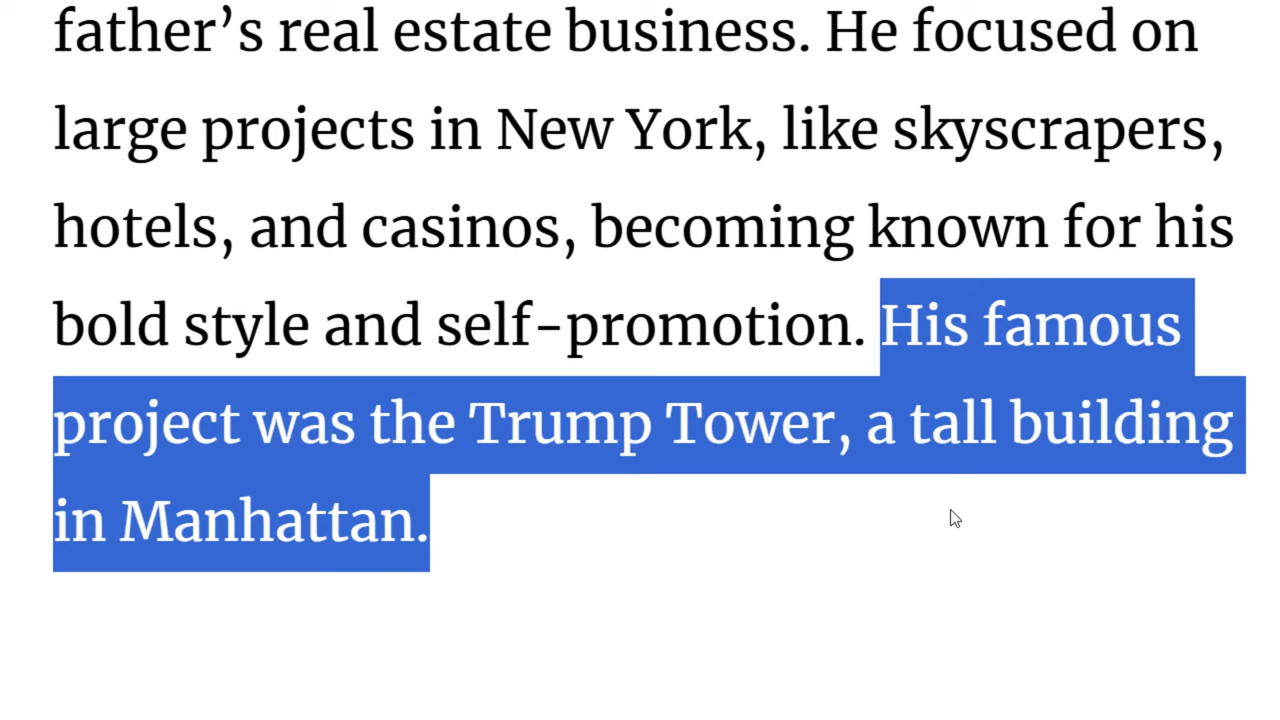 father’s real estate business. He focused on
large projects in New York, like skyscrapers,
hotels, and casinos, becoming known for his
bold style and self-promotion. His famous
project was the Trump Tower, a tall building
in Manhattan.